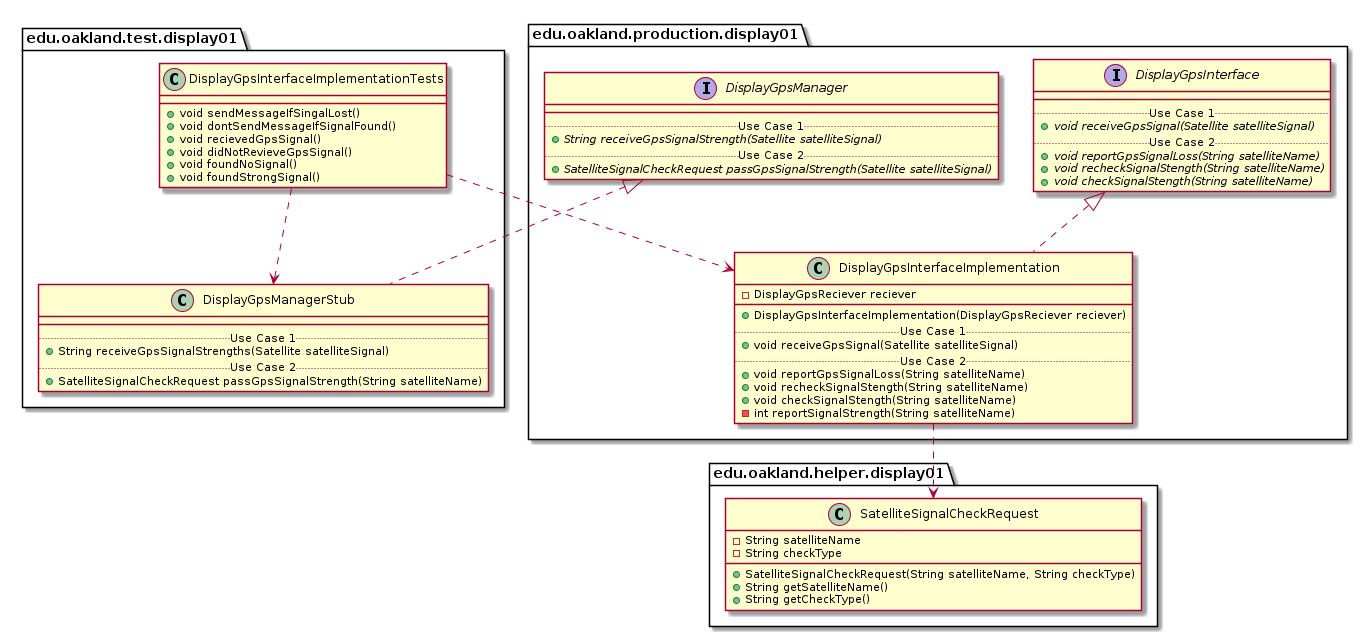 edu.oakland.test.display01
C DisplayGpsInterfaceImplementationTests
void sendMessageIfSingalLost()
void dontSendMessageIfSignalFound()
void recievedGpsSignal()
void didNotRevieveGpsSignal()
void foundNoSignal()
void foundStrongSignal()
C DisplayGpsManagerStub
Use Case 1
String receiveGpsSignalStrengths(Satellite satelliteSignal)
Use Case 2
SatelliteSignalCheckRequest passGpsSignalStrength(String satelliteName)
edu.oakland.production.display01
I DisplayGpsManager
Use Case 1
String receiveGpsSignalStrength(Satellite satelliteSignal)
Use Case 2
SatelliteSignalCheckRequest passGpsSignalStrength(Satellite satelliteSignal)
I DisplayGpsInterface
Use Case 1
void receiveGpsSignal(Satellite satelliteSignal)
Use Case 2
void reportGpsSignalLoss(String satelliteName)
void recheckSignalStength(String satelliteName)
void checkSignalStength(String satelliteName)
C DisplayGpsInterfaceImplementation
DisplayGpsReciever reciever
DisplayGpsInterfaceImplementation(DisplayGpsReciever reciever)
Use Case 1
void receiveGpsSignal(Satellite satelliteSignal)
Use Case 2
void reportGpsSignalLoss(String satelliteName)
void recheckSignalStength(String satelliteName)
void checkSignalStength(String satelliteName)
int reportSignalStrength(String satelliteName)
edu.oakland.helper.display01
C SatelliteSignalCheckRequest
String satelliteName
String checkType
SatelliteSignalCheckRequest(String satelliteName, String checkType)
String getSatelliteName()
String getCheckType()